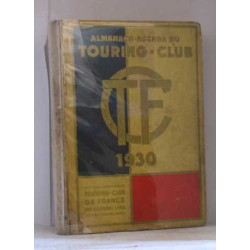 ALMANACH-AGENDA DU
TOURING-CLUB
TCF
1930
TOURING-CLUB
DE FRANCE